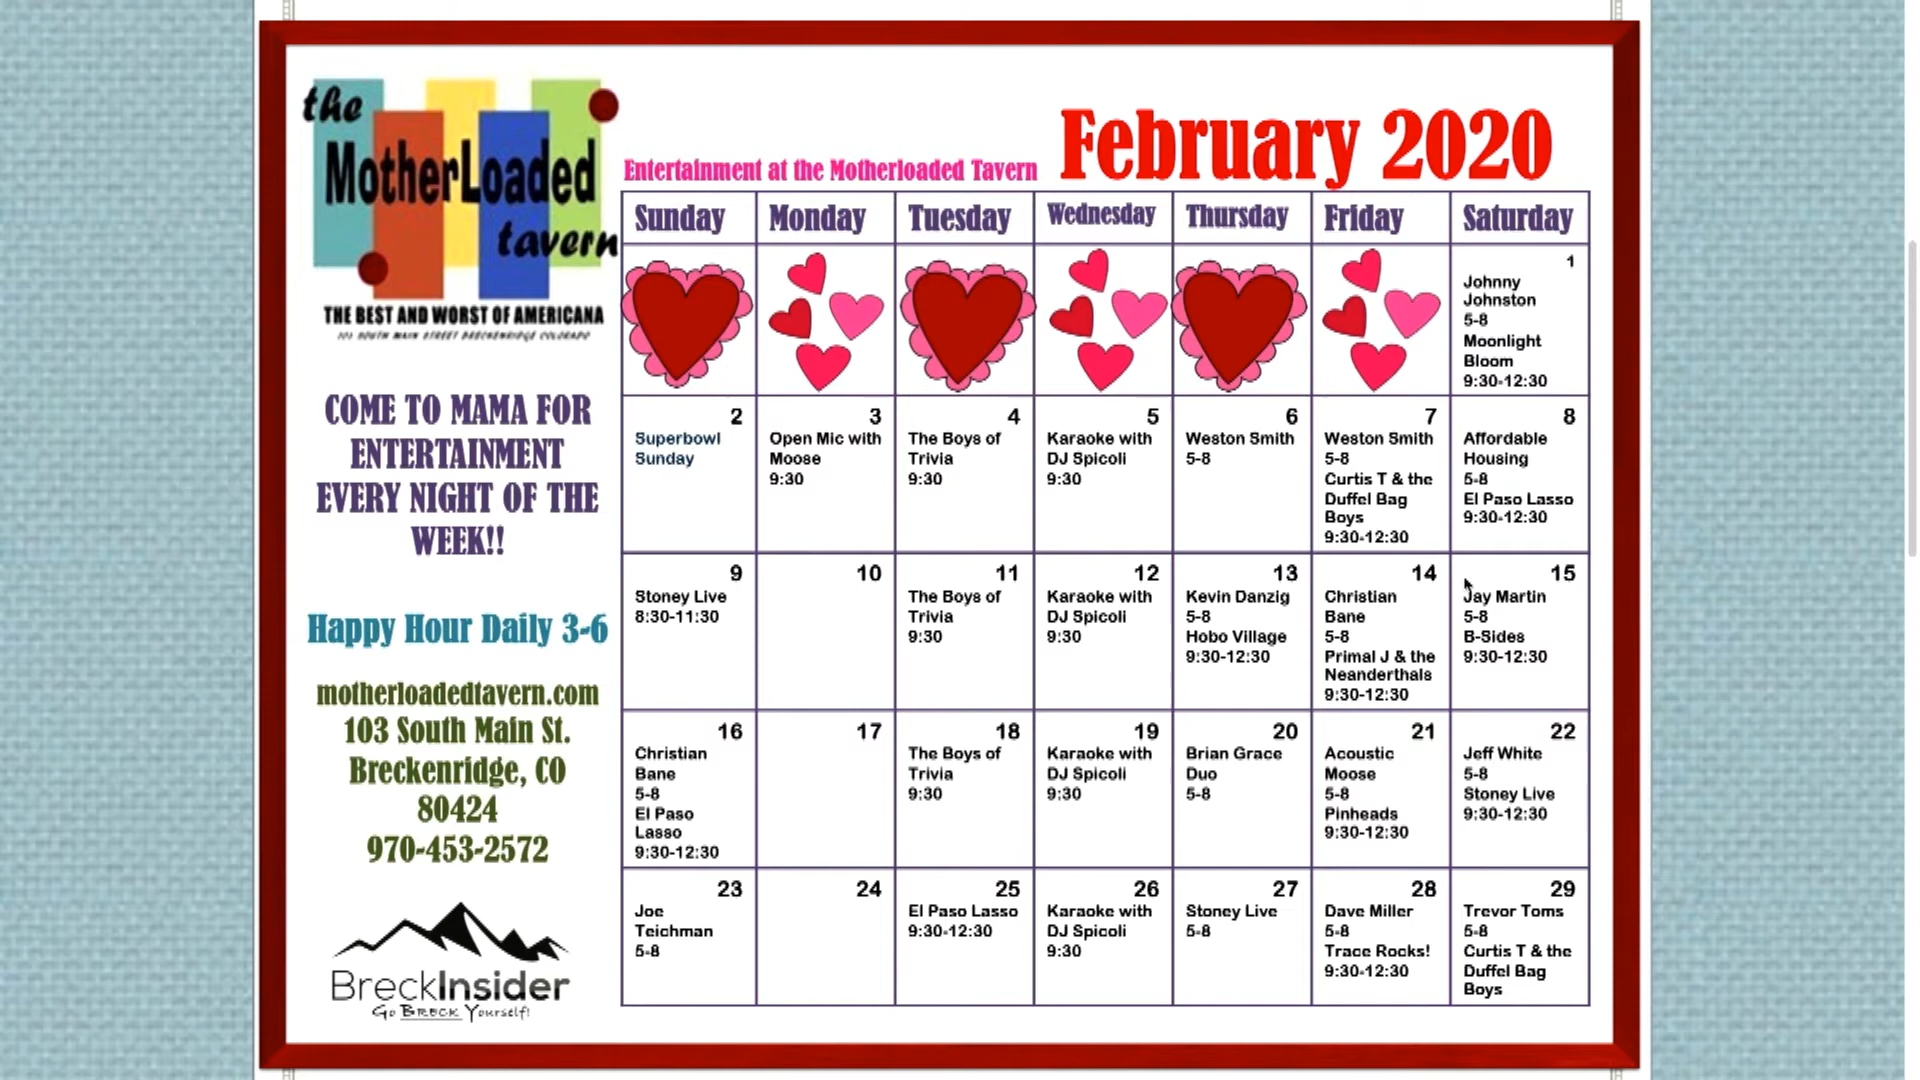 the
MotherLoaded
tavern
THE BEST AND WORST OF AMERICANA
103 SOUTH MAIN STREET BRECKENRIDGE COLORADO
COME TO MAMA FOR
ENTERTAINMENT
EVERY NIGHT OF THE
WEEK!!
Happy Hour Daily 3-6
motherloadedtavern.com
103 South Main St.
Breckenridge, CO
80424
970-453-2572
BreckInsider
Go BRECK Yourself!
Entertainment at the Motherloaded Tavern
February 2020
Sunday Monday Tuesday Wednesday Thursday Friday Saturday
1
Johnny
Johnston
5-8
Moonlight
Bloom
9:30-12:30
2
Superbowl
Sunday
3
Open Mic with
Moose
9:30
4
The Boys of
Trivia
9:30
5
Karaoke with
DJ Spicoli
9:30
6
Weston Smith
5-8
7
Weston Smith
5-8
Curtis T & the
Duffel Bag
Boys
9:30-12:30
8
Affordable
Housing
5-8
El Paso Lasso
9:30-12:30
9
Stoney Live
8:30-11:30
10
11
The Boys of
Trivia
9:30
12
Karaoke with
DJ Spicoli
9:30
13
Kevin Danzig
5-8
Hobo Village
9:30-12:30
14
Christian
Bane
5-8
Primal J & the
Neanderthals
9:30-12:30
15
Jay Martin
5-8
B-Sides
9:30-12:30
16
Christian
Bane
5-8
El Paso
Lasso
9:30-12:30
17
18
The Boys of
Trivia
9:30
19
Karaoke with
DJ Spicoli
9:30
20
Brian Grace
Duo
5-8
21
Acoustic
Moose
5-8
Pinheads
9:30-12:30
22
Jeff White
5-8
Stoney Live
9:30-12:30
23
Joe
Teichman
5-8
24
25
El Paso Lasso
9:30-12:30
26
Karaoke with
DJ Spicoli
9:30
27
Stoney Live
5-8
28
Dave Miller
5-8
Trace Rocks!
9:30-12:30
29
Trevor Toms
5-8
Curtis T & the
Duffel Bag
Boys